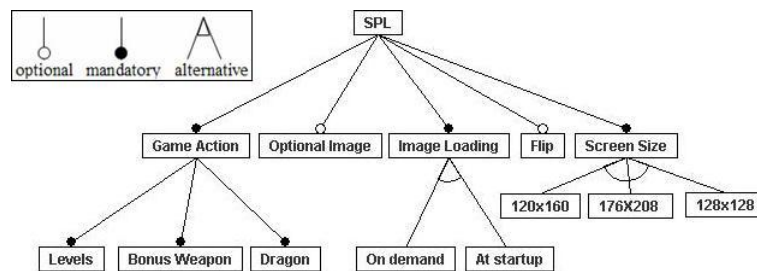 SPL
optional mandatory alternative
Game Action Optional Image Image Loading Flip Screen Size
120x160 176X208 128x128
Levels Bonus Weapon Dragon On demand At startup